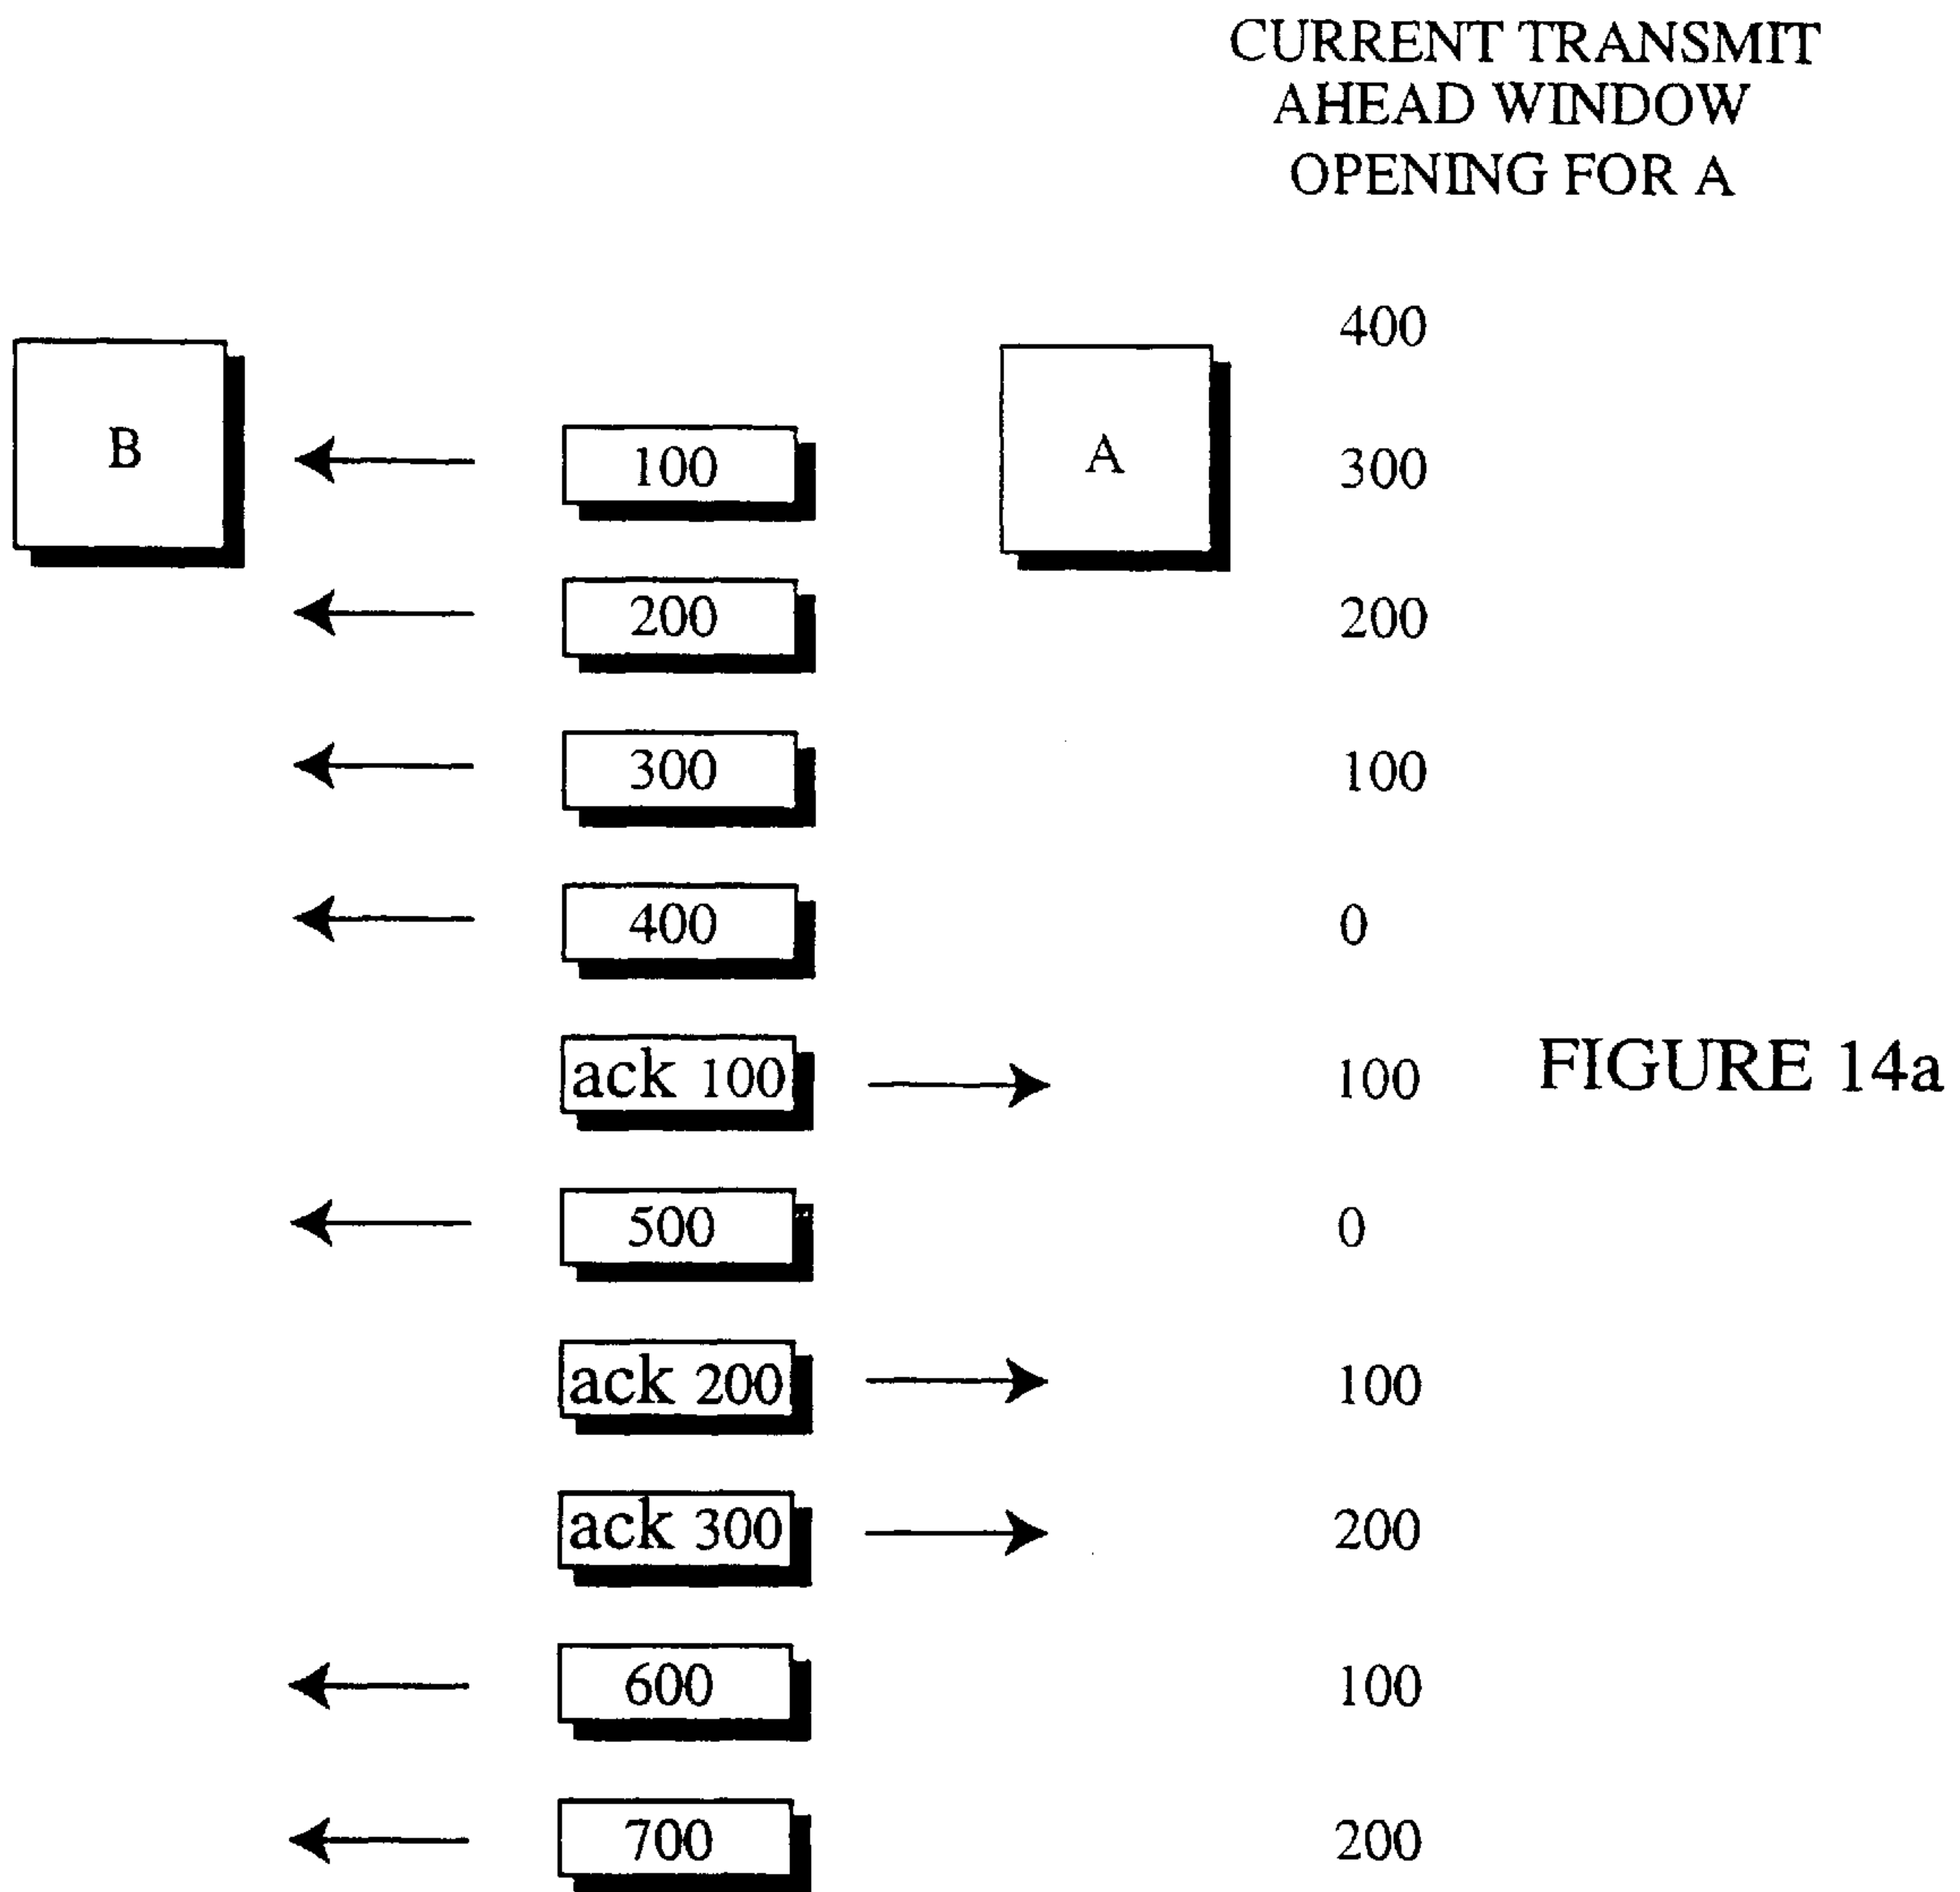 CURRENT TRANSMIT
AHEAD WINDOW
OPENING FOR A
400
B
100
A
300
200
200
300
100
400
0
ack 100
100
FIGURE 14a
500
0
ack 200
100
ack 300
200
600
100
700
200